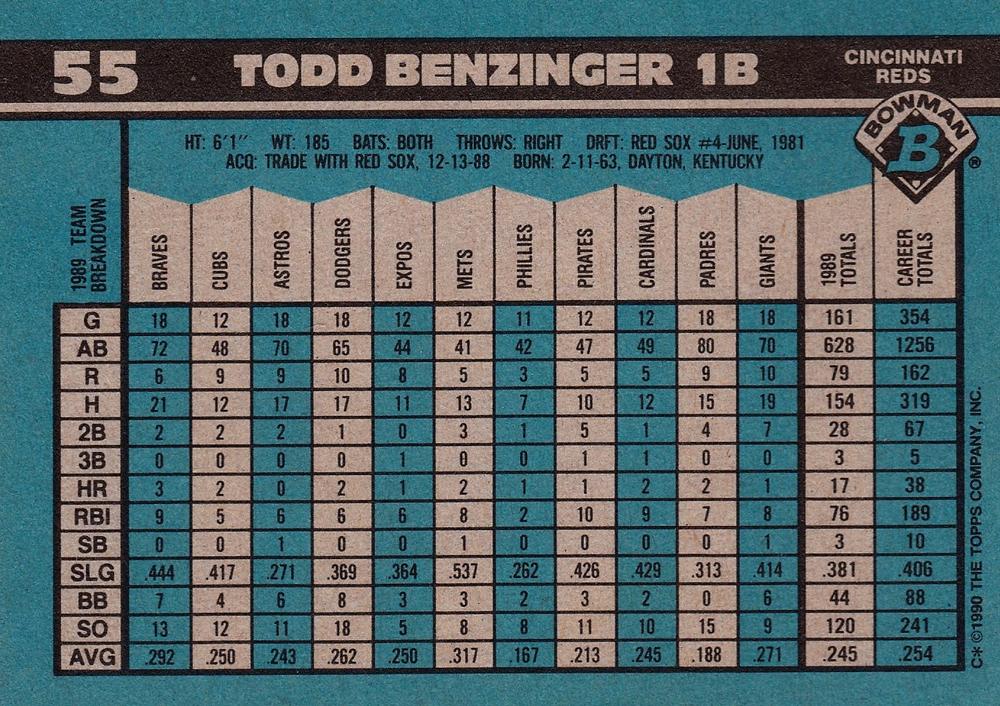 55 TODD BENZINGER 1B CINCINNATI REDS
BOWMAN
B ®
HT: 6'1" WT: 185 BATS: BOTH THROWS: RIGHT DRFT: RED SOX #4-JUNE, 1981
ACQ: TRADE WITH RED SOX, 12-13-88 BORN: 2-11-63, DAYTON, KENTUCKY
1989 TEAM BREAKDOWN BRAVES CUBS ASTROS DODGERS EXPOS METS PHILLIES PIRATES CARDINALS PADRES GIANTS 1989 TOTALS CAREER TOTALS
G 18 12 18 18 12 12 11 12 12 18 18 161 354
AB 72 48 70 65 44 41 42 47 49 80 70 628 1256
R 6 9 9 10 8 5 3 5 5 9 10 79 162
H 21 12 17 17 11 13 7 10 12 15 19 154 319
2B 2 2 2 1 0 3 1 5 1 4 7 28 67
3B 0 0 0 0 1 0 0 1 1 0 0 3 5
HR 3 2 0 2 1 2 1 1 2 2 1 17 38
RBI 9 5 6 6 6 8 2 10 9 7 8 76 189
SB 0 0 1 0 0 1 0 0 0 0 1 3 10
SLG .444 .417 .271 .369 .364 .537 .262 .426 .429 .313 .414 .381 .406
BB 7 4 6 8 3 3 2 3 2 0 6 44 88
SO 13 12 11 18 5 8 8 11 10 15 9 120 241
AVG .292 .250 .243 .262 .250 .317 .167 .213 .245 .188 .271 .245 .254
C*©1990 THE TOPPS COMPANY, INC.